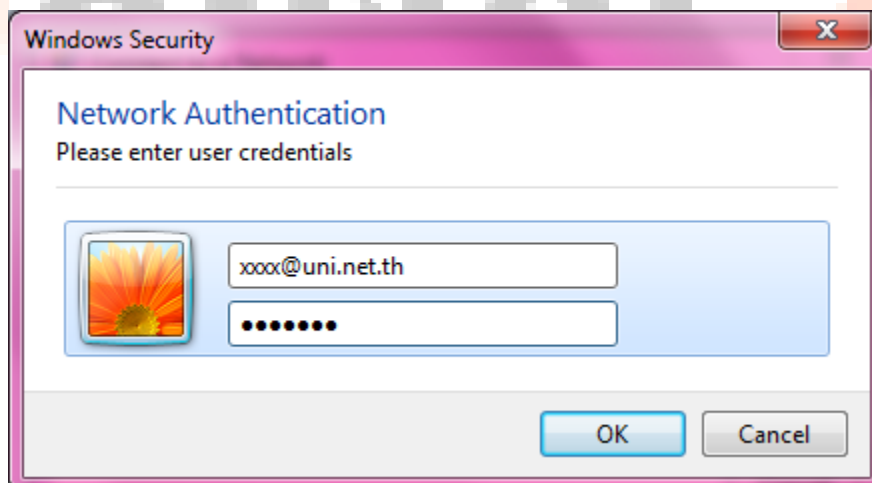 Windows Security
Network Authentication
Please enter user credentials
xxxx@uni.net.th
●●●●●●●
OK
Cancel